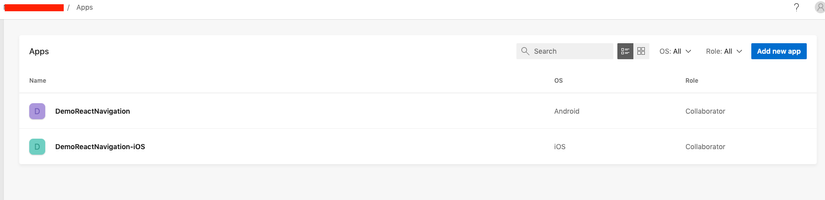 / Apps ?
Apps Search OS: All Role: All Add new app
Name OS Role
D DemoReactNavigation Android Collaborator
D DemoReactNavigation-iOS iOS Collaborator